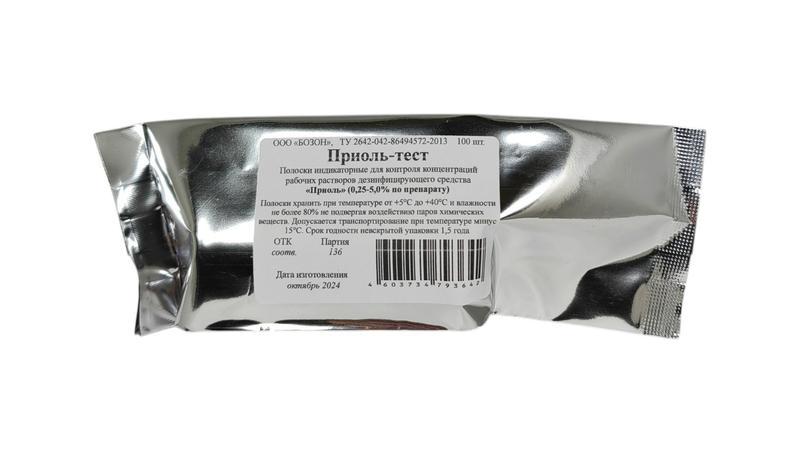 ООО «БОЗОН», ТУ 2642-042-86494572-2013 100 шт.
Приоль-тест
Полоски индикаторные для контроля концентраций
рабочих растворов дезинфицирующего средства
«Приоль» (0,25-5,0% по препарату)
Полоски хранить при температуре от +5°С до +40°С и влажности
не более 80% не подвергая воздействию паров химических
веществ. Допускается транспортирование при температуре минус
15°С. Срок годности невскрытой упаковки 1,5 года
ОТК Партия
соотв. 136
Дата изготовления
октябрь 2024
4603734793647